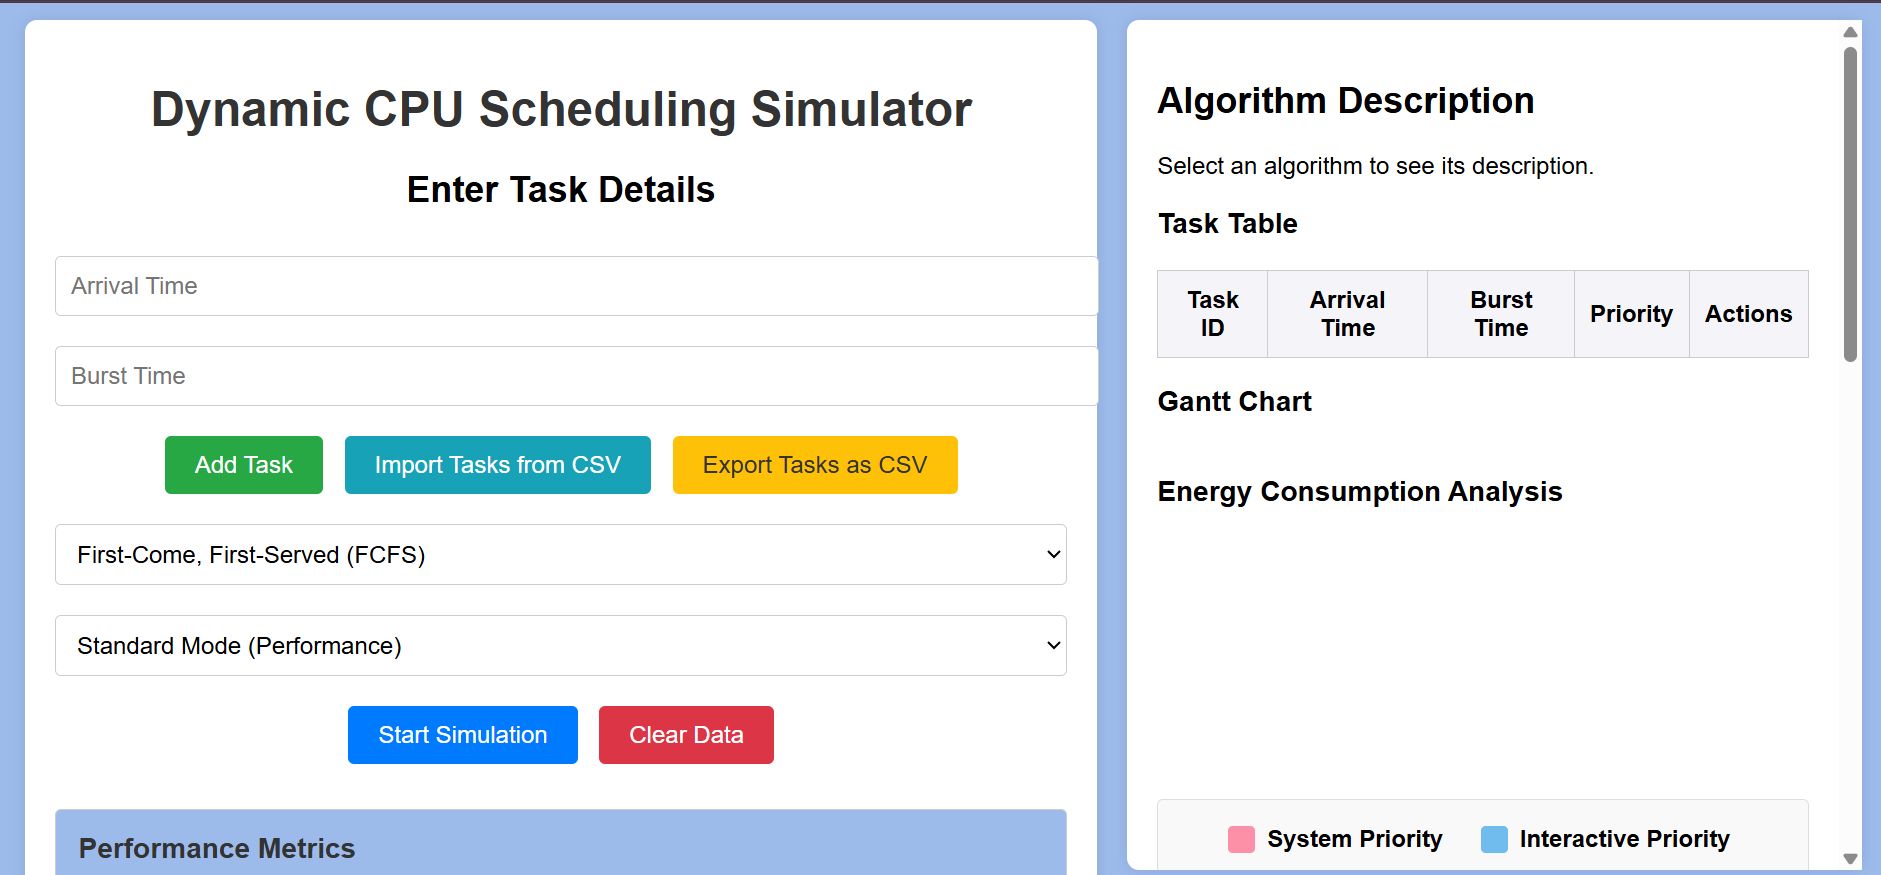 Dynamic CPU Scheduling Simulator
Enter Task Details
Arrival Time
Burst Time
Add Task
Import Tasks from CSV
Export Tasks as CSV
First-Come, First-Served (FCFS)
Standard Mode (Performance)
Start Simulation
Clear Data
Performance Metrics
Algorithm Description
Select an algorithm to see its description.
Task Table
Task ID
Arrival Time
Burst Time
Priority
Actions
Gantt Chart
Energy Consumption Analysis
System Priority
Interactive Priority